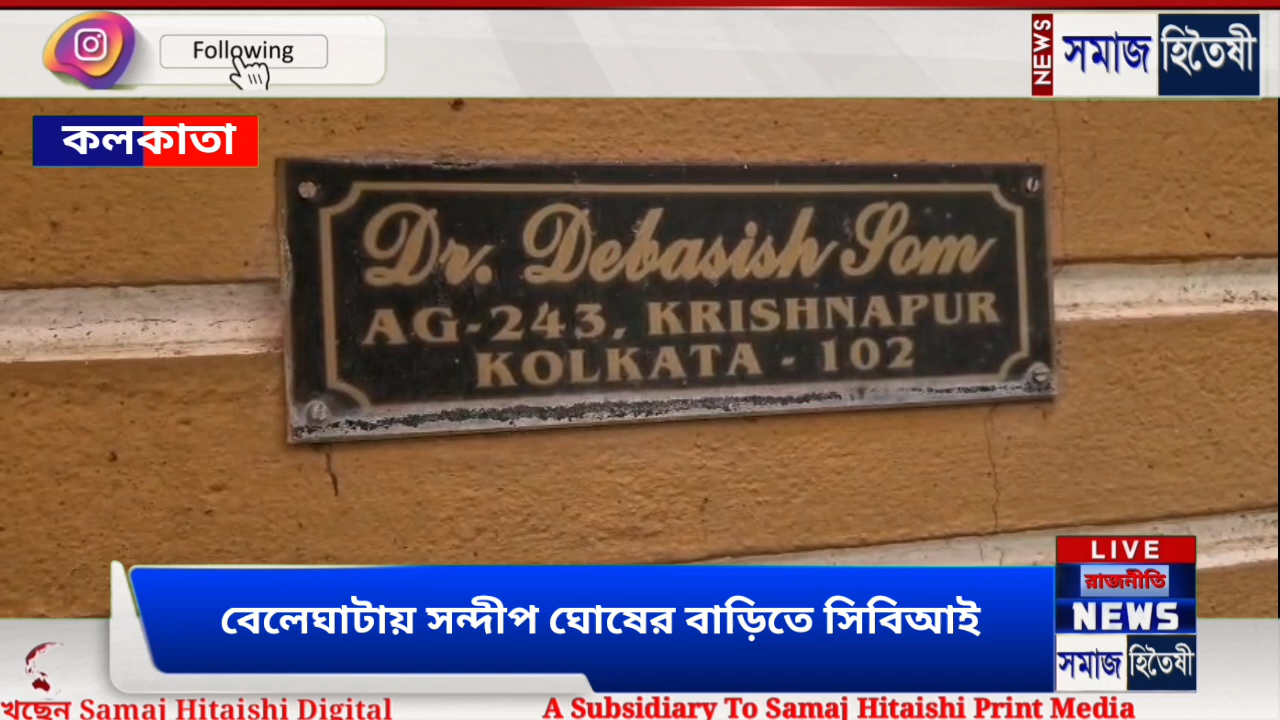 Following
NEWS সমাজ হিতৈষী
কলকাতা
Dr. Debasish Som
AG-243, KRISHNAPUR
KOLKATA - 102
বেলেঘাটায় সন্দীপ ঘোষের বাড়িতে সিবিআই
LIVE
রাজনীতি
NEWS
সমাজ হিতৈষী
খছেন Samaj Hitaishi Digital
A Subsidiary To Samaj Hitaishi Print Media